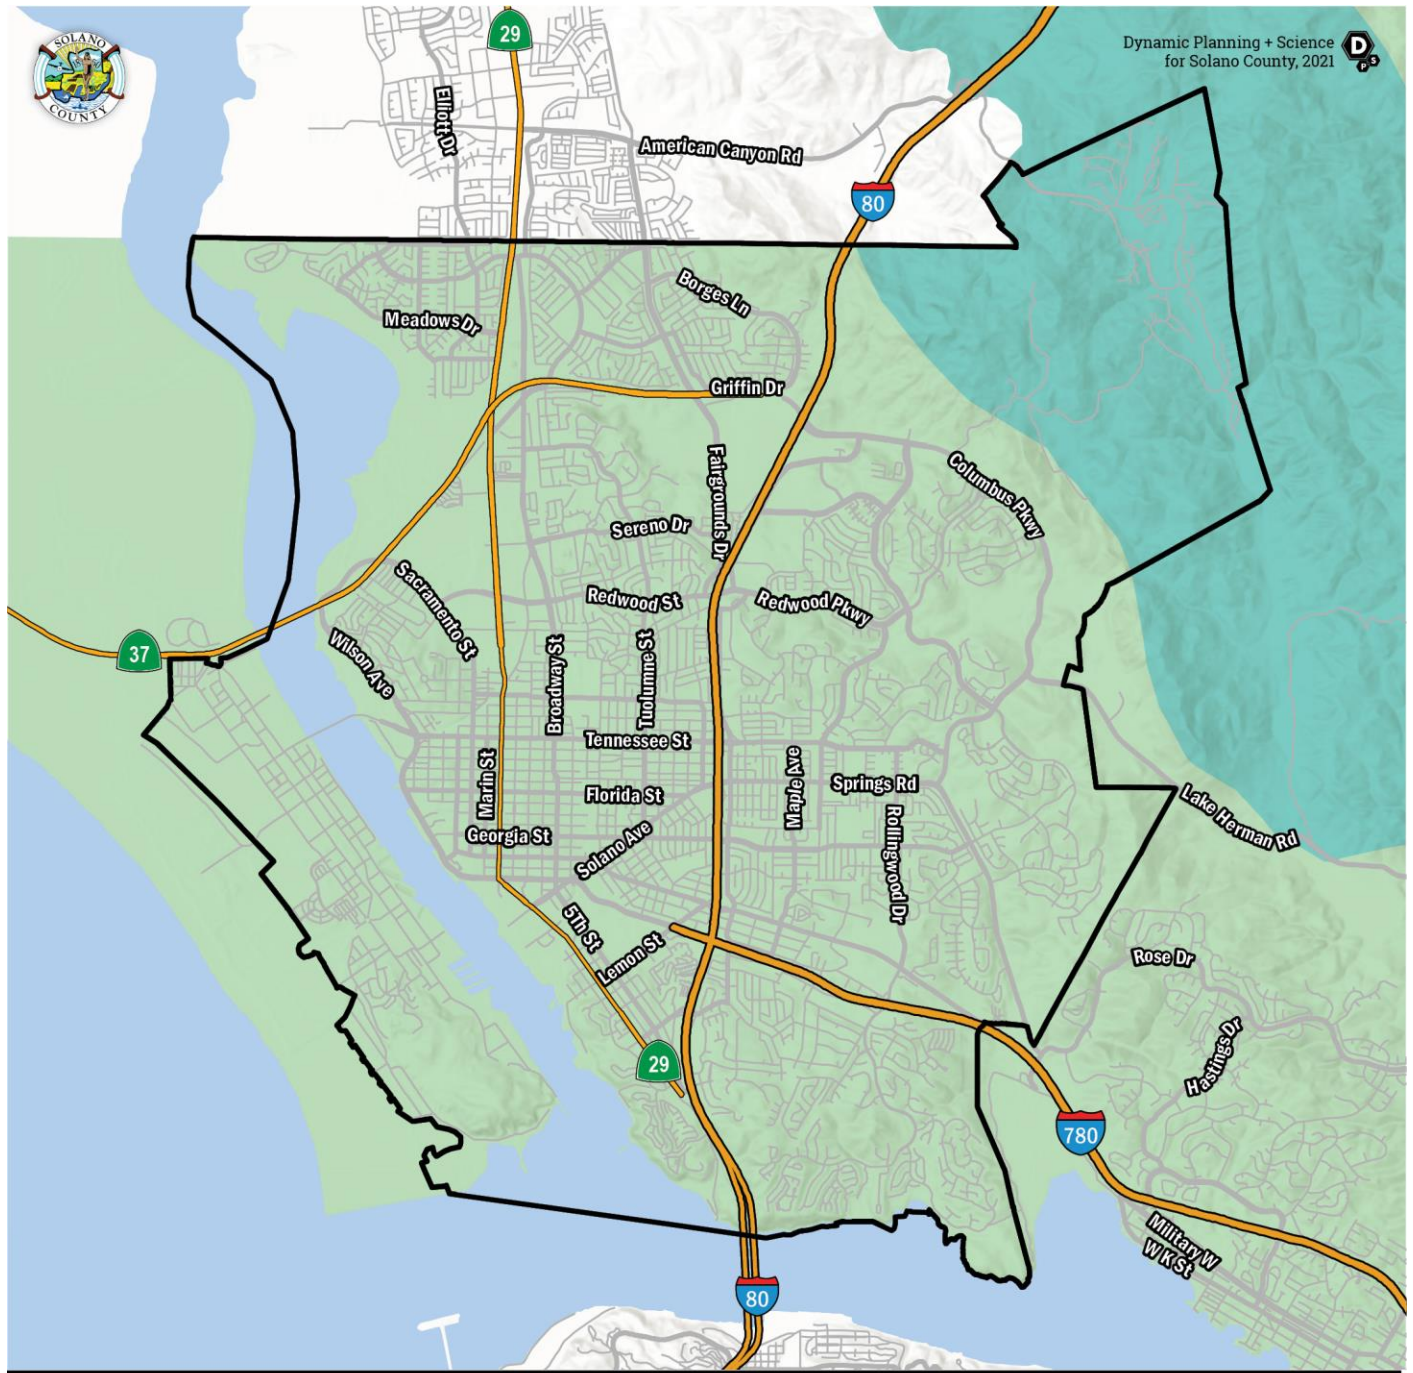 SOLANO
COUNTY
29
Dynamic Planning + Science
for Solano County, 2021
D
P
S
Elliott Dr
American Canyon Rd
80
Borges Ln
Meadows Dr
Griffin Dr
Fairgrounds Dr
Columbus Pkwy
Sereno Dr
Sacramento St
Redwood St
Redwood Pkwy
37
Wilson Ave
Broadway St
Tuolumne St
Tennessee St
Marin St
Maple Ave
Springs Rd
Florida St
Lake Herman Rd
Georgia St
Solano Ave
Rollingwood Dr
5Th St
Lemon St
Rose Dr
Hastings Dr
29
780
Military W
W K St
80